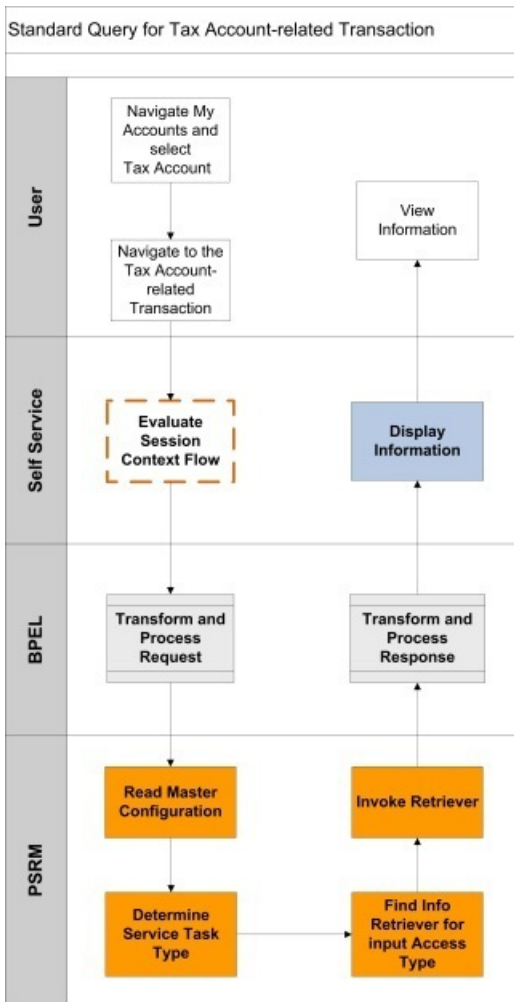 Standard Query for Tax Account-related Transaction
User
Navigate My
Accounts and
select
Tax Account
Navigate to the
Tax Account-
related
Transaction
View
Information
Self Service
Evaluate
Session
Context Flow
Display
Information
BPEL
Transform and
Process
Request
Transform and
Process
Response
PSRM
Read Master
Configuration
Invoke Retriever
Determine
Service Task
Type
Find Info
Retriever for
input Access
Type